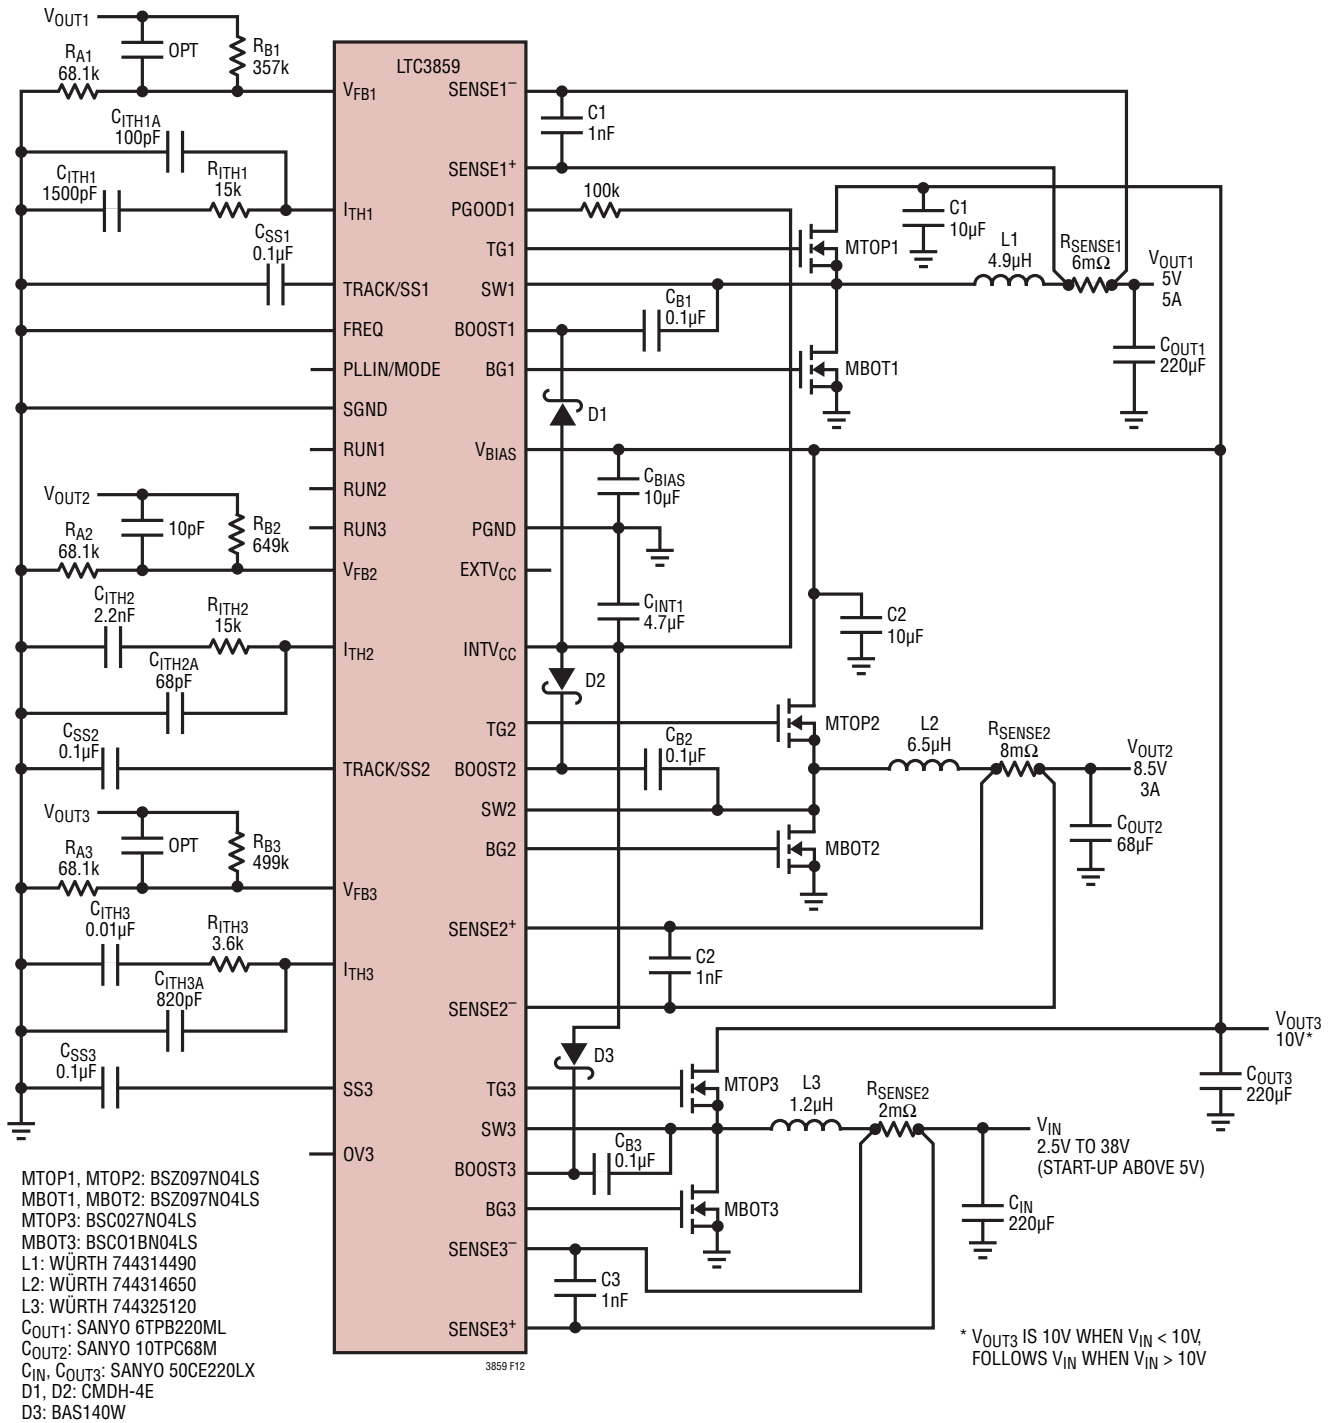 VOUT1
RA1
68.1k
OPT
RB1
357k
CITH1A
100pF
CITH1
1500pF
RITH1
15k
CSS1
0.1µF
VOUT2
RA2
68.1k
10pF
RB2
649k
CITH2
2.2nF
RITH2
15k
CITH2A
68pF
CSS2
0.1µF
VOUT3
RA3
68.1k
OPT
RB3
499k
CITH3
0.01µF
RITH3
3.6k
CITH3A
820pF
CSS3
0.1µF
LTC3859
VFB1
ITH1
TRACK/SS1
FREQ
PLLIN/MODE
SGND
RUN1
RUN2
RUN3
VFB2
ITH2
TRACK/SS2
VFB3
ITH3
SS3
OV3
SENSE1–
SENSE1+
PGOOD1
TG1
SW1
BOOST1
BG1
VBIAS
PGND
EXTVCC
INTVCC
TG2
BOOST2
SW2
BG2
SENSE2+
SENSE2–
TG3
SW3
BOOST3
BG3
SENSE3–
SENSE3+
C1
1nF
100k
MTOP1
C1
10µF
L1
4.9µH
RSENSE1
6mΩ
VOUT1
5V
5A
CB1
0.1µF
MBOT1
COUT1
220µF
D1
CBIAS
10µF
CINT1
4.7µF
C2
10µF
D2
MTOP2
L2
6.5µH
RSENSE2
8mΩ
VOUT2
8.5V
3A
CB2
0.1µF
MBOT2
COUT2
68µF
C2
1nF
D3
VOUT3
10V*
MTOP3
L3
1.2µH
RSENSE2
2mΩ
COUT3
220µF
VIN
2.5V TO 38V
(START-UP ABOVE 5V)
CB3
0.1µF
MBOT3
CIN
220µF
C3
1nF
MTOP1, MTOP2: BSZ097NO4LS
MBOT1, MBOT2: BSZ097NO4LS
MTOP3: BSC027NO4LS
MBOT3: BSCO1BN04LS
L1: WÜRTH 744314490
L2: WÜRTH 744314650
L3: WÜRTH 744325120
COUT1: SANYO 6TPB220ML
COUT2: SANYO 10TPC68M
CIN, COUT3: SANYO 50CE220LX
D1, D2: CMDH-4E
D3: BAS140W
3859 F12
* VOUT3 IS 10V WHEN VIN < 10V,
FOLLOWS VIN WHEN VIN > 10V